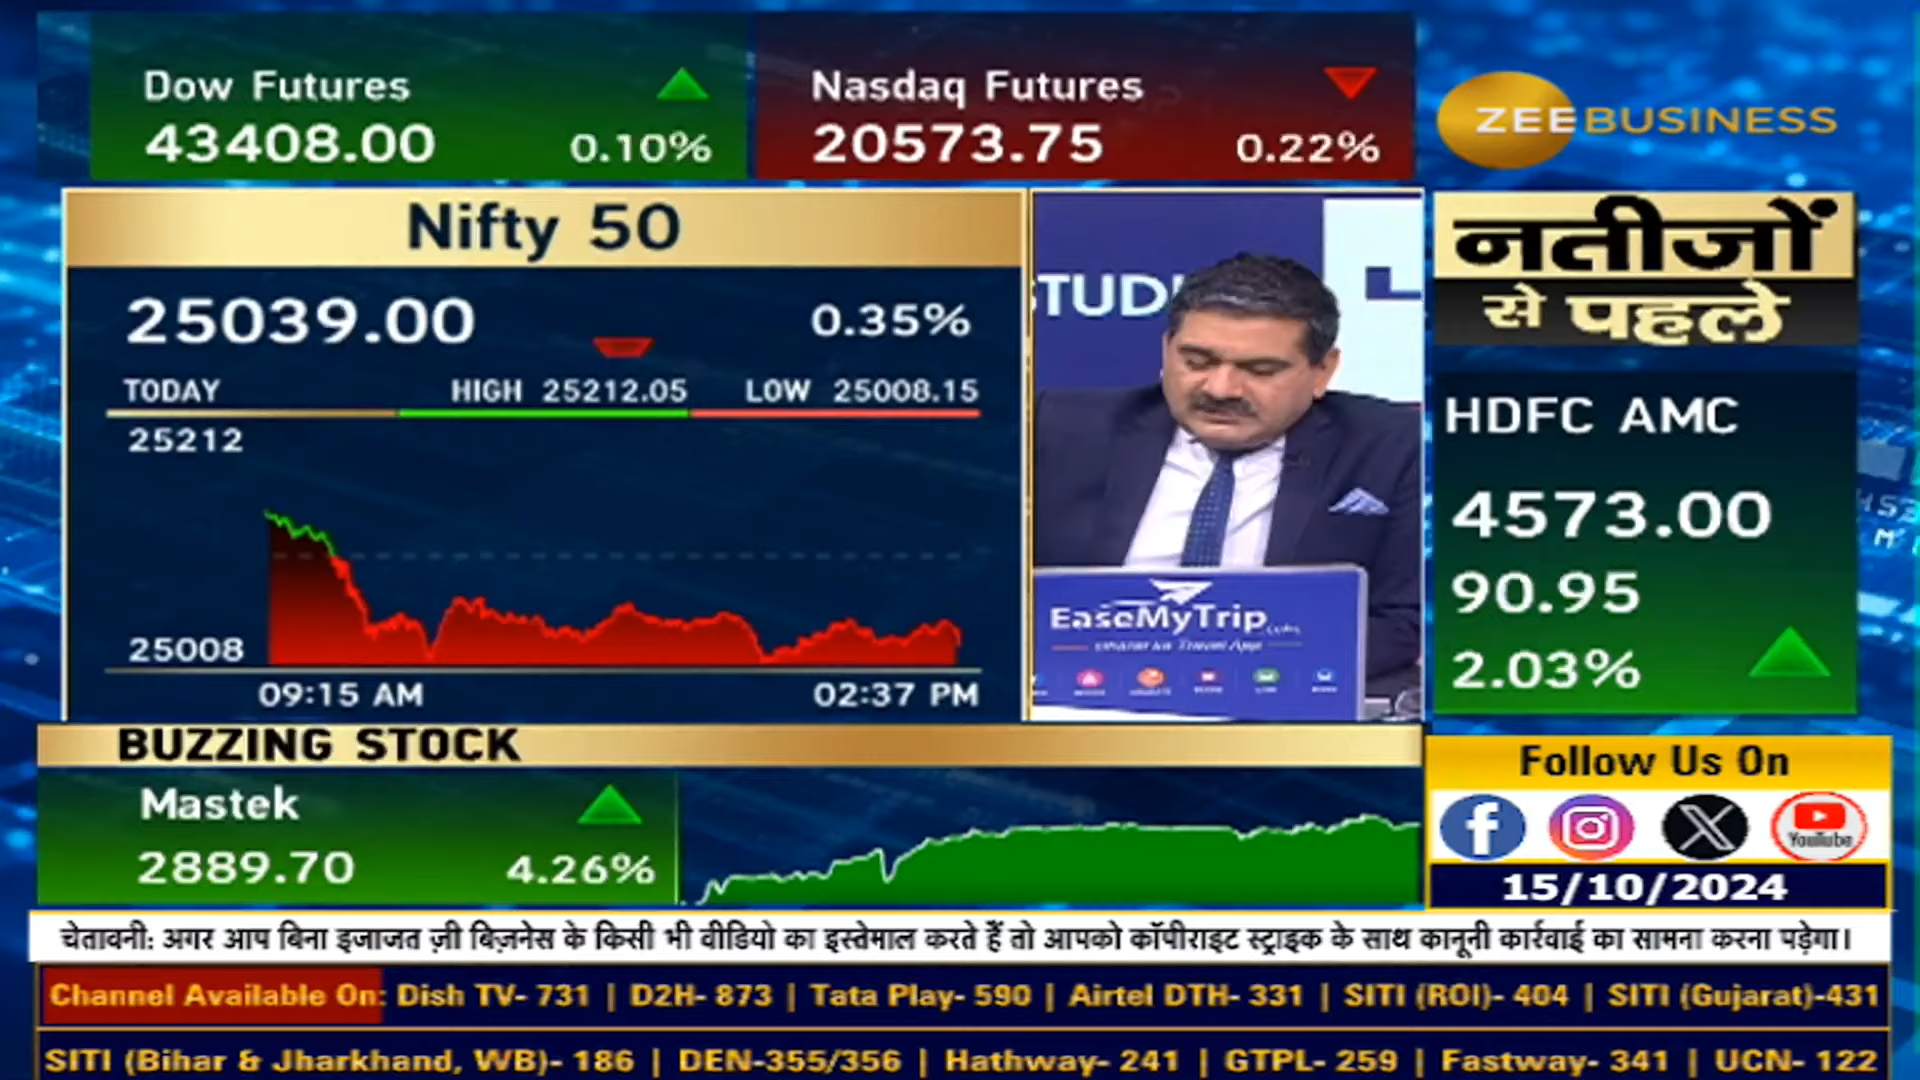 Dow Futures
43408.00 0.10%
Nasdaq Futures
20573.75 0.22%
ZEEBUSINESS
Nifty 50
25039.00 0.35%
TODAY HIGH 25212.05 LOW 25008.15
25212
25008
09:15 AM 02:37 PM
STUDI
EaseMyTrip
नतीजों
से पहले
HDFC AMC
4573.00
90.95
2.03%
BUZZING STOCK
Mastek
2889.70 4.26%
Follow Us On
YouTube
15/10/2024
चेतावनी: अगर आप बिना इजाजत ज़ी बिज़नेस के किसी भी वीडियो का इस्तेमाल करते हैं तो आपको कॉपीराइट स्ट्राइक के साथ कानूनी कार्रवाई का सामना करना पड़ेगा।
Channel Available On: Dish TV- 731 | D2H- 873 | Tata Play- 590 | Airtel DTH- 331 | SITI (ROI)- 404 | SITI (Gujarat)-431
SITI (Bihar & Jharkhand, WB)- 186 | DEN-355/356 | Hathway- 241 | GTPL- 259 | Fastway- 341 | UCN- 122